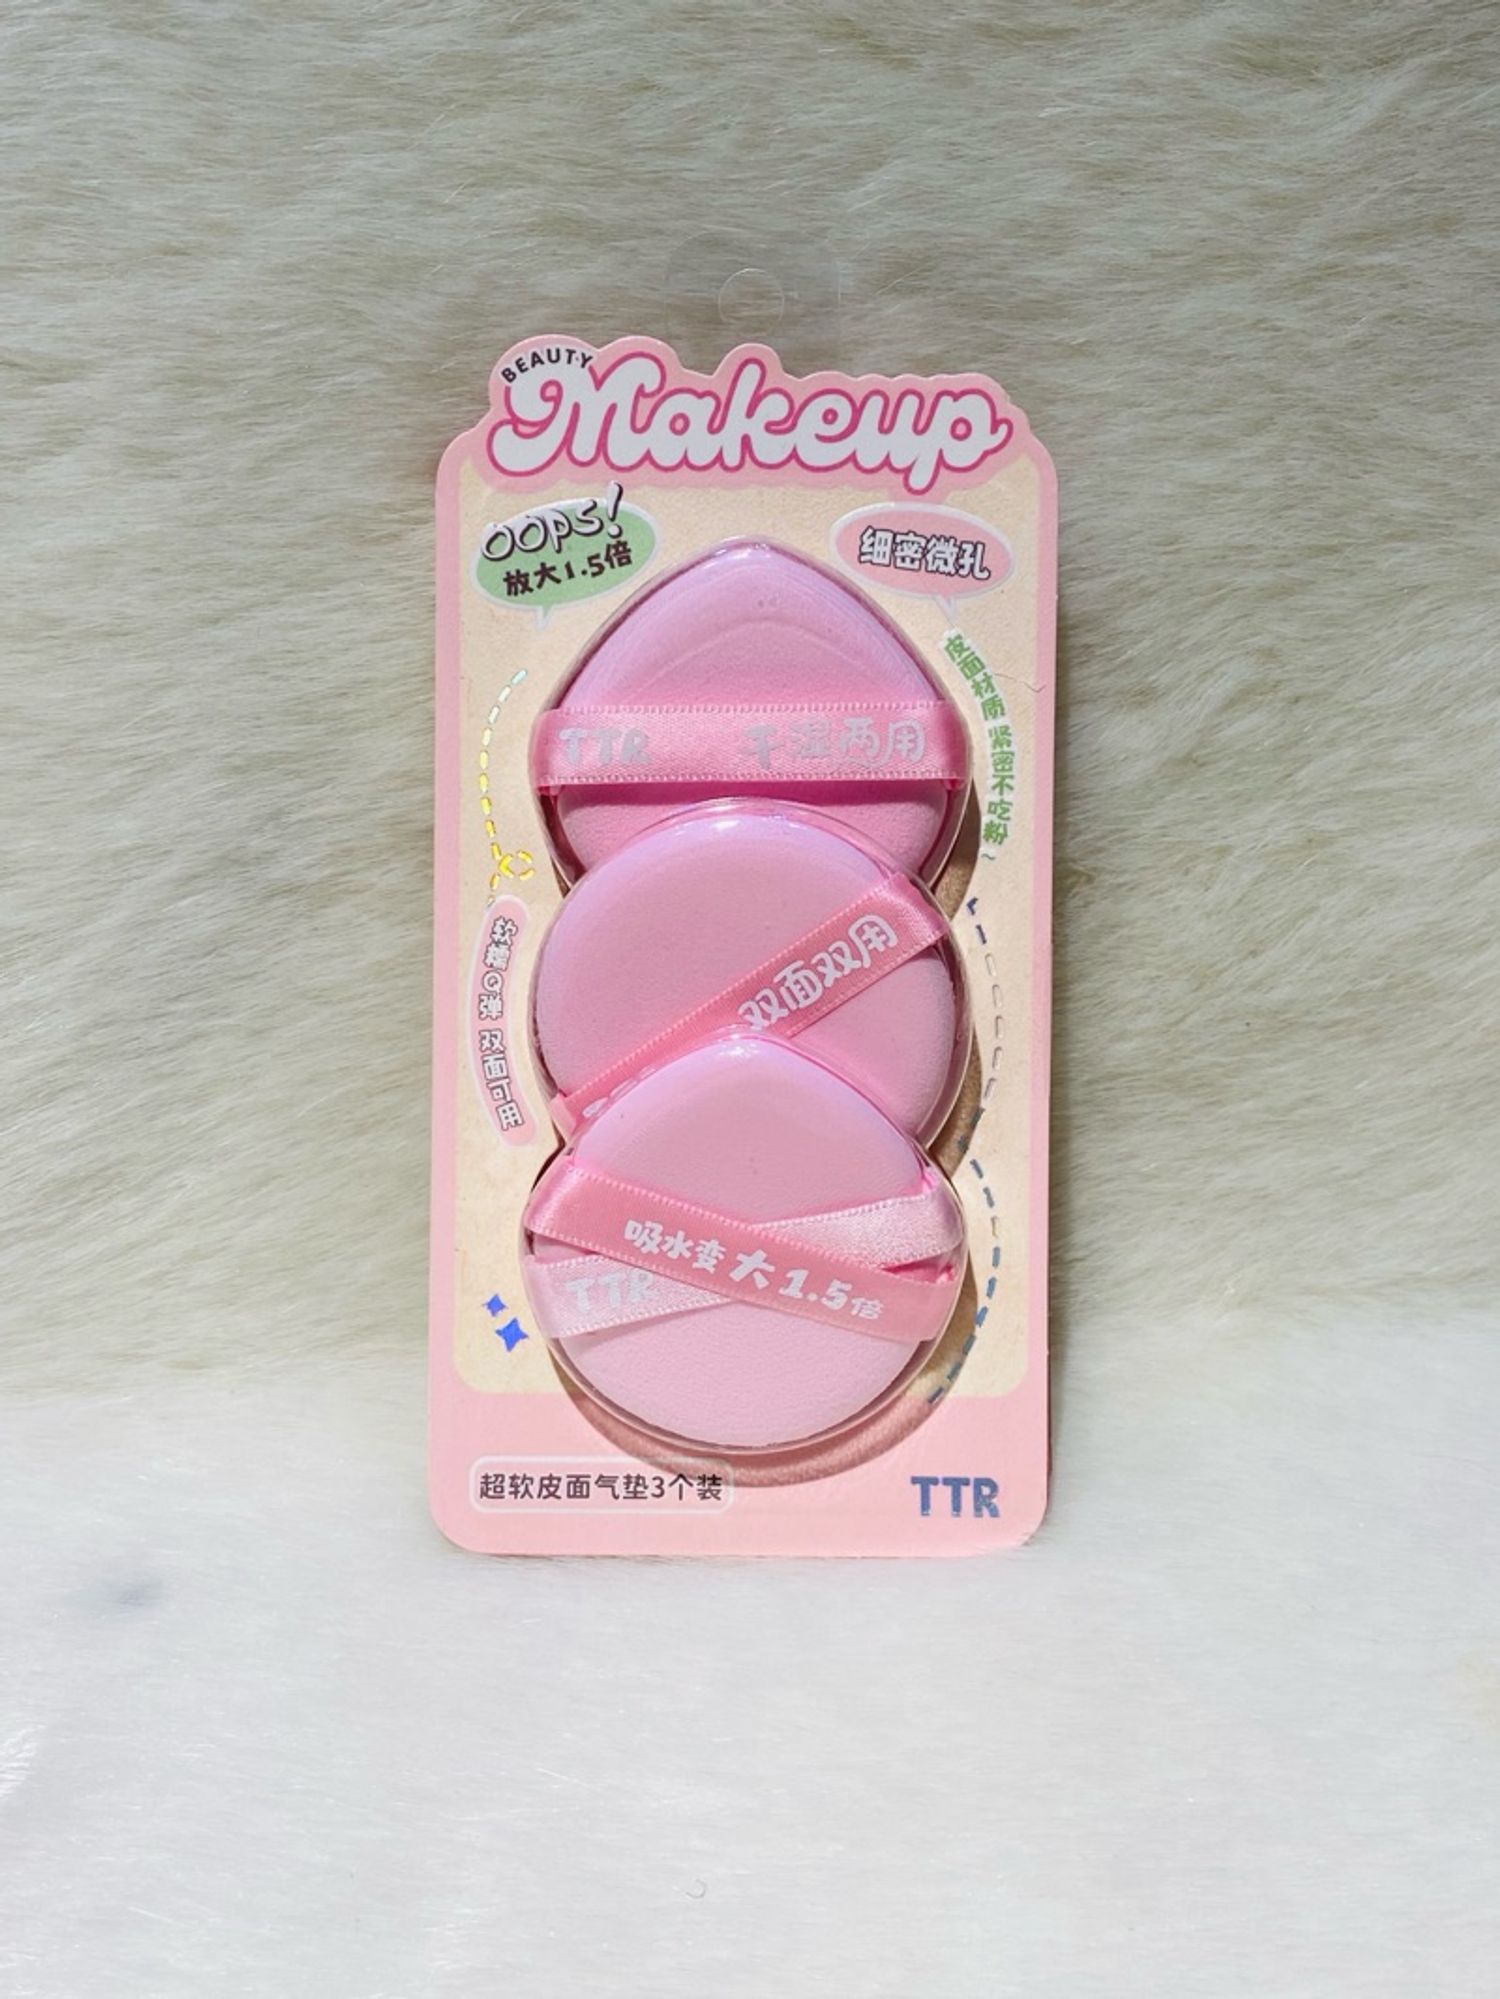 BEAUTY
Makeup
OOPS!
放大1.5倍
细密微孔
皮面材质 紧密不吃粉~
TTR 干湿两用
双面双用
软糯Q弹 双面可用
吸水变大1.5倍
TTR
超软皮面气垫3个装
TTR